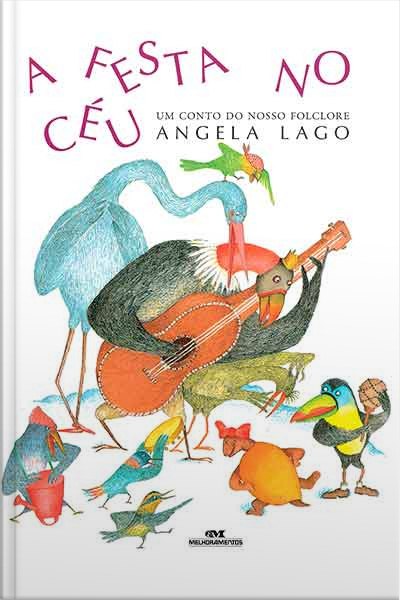 A FESTA NO
CÉU
UM CONTO DO NOSSO FOLCLORE
ANGELA LAGO
MELHORAMENTOS